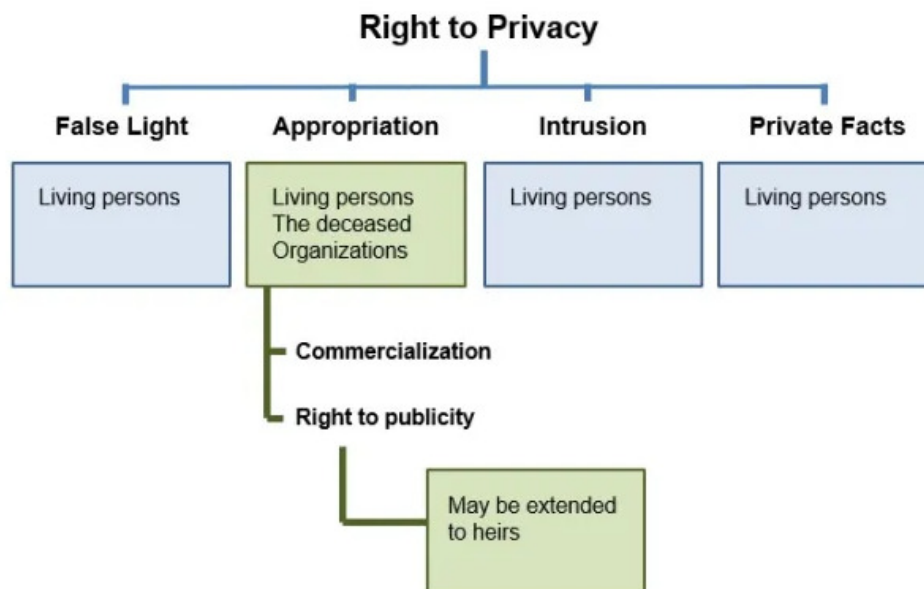 Right to Privacy
False Light
Appropriation
Intrusion
Private Facts
Living persons
Living persons
The deceased
Organizations
Living persons
Living persons
Commercialization
Right to publicity
May be extended
to heirs